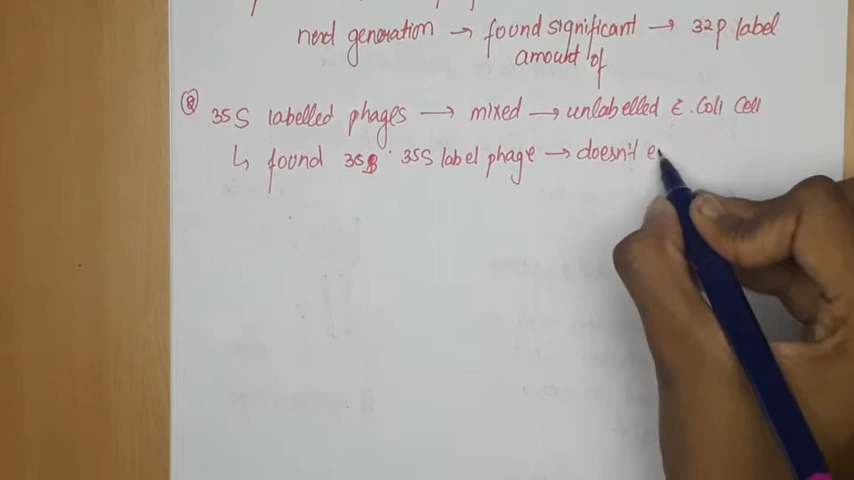 next generation → found significant → 32p label
amount of
② 35S labelled phages → mixed → unlabelled E. Coli Cell
↳ found 35S 35S label phage → doesn't e